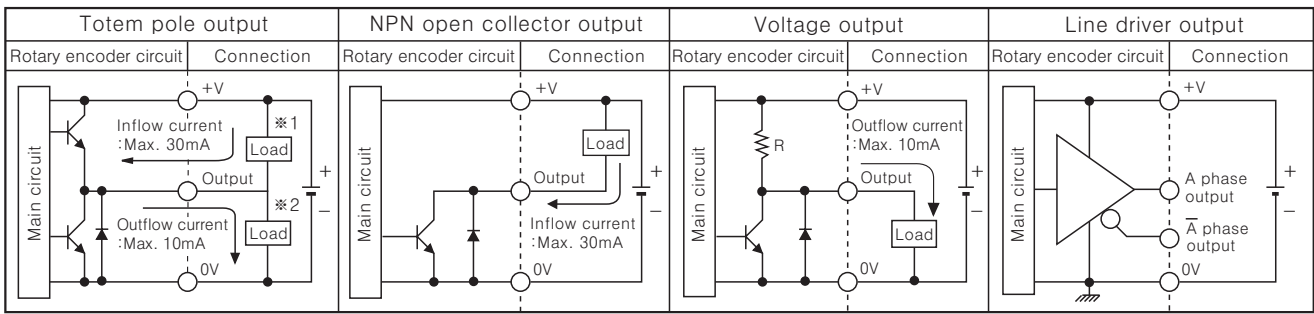 Totem pole output
Rotary encoder circuit
Connection
Main circuit
+V
Inflow current
:Max. 30mA
※1
Load
Output
+
−
※2
Outflow current
:Max. 10mA
Load
0V
NPN open collector output
Rotary encoder circuit
Connection
Main circuit
+V
Load
Output
+
−
Inflow current
:Max. 30mA
0V
Voltage output
Rotary encoder circuit
Connection
Main circuit
+V
R
Outflow current
:Max. 10mA
Output
+
−
Load
0V
Line driver output
Rotary encoder circuit
Connection
Main circuit
+V
A phase
output
+
−
A̅ phase
output
0V